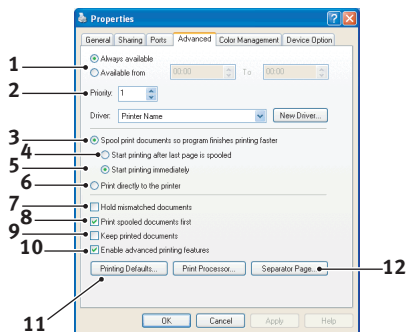 Properties
General Sharing Ports Advanced Color Management Device Option
1 Always available
Available from 00:00 To 00:00
2 Priority: 1
Driver: Printer Name New Driver...
3 Spool print documents so program finishes printing faster
4 Start printing after last page is spooled
5 Start printing immediately
6 Print directly to the printer
7 Hold mismatched documents
8 Print spooled documents first
9 Keep printed documents
10 Enable advanced printing features
Printing Defaults... Print Processor... Separator Page... 12
11
OK Cancel Apply Help